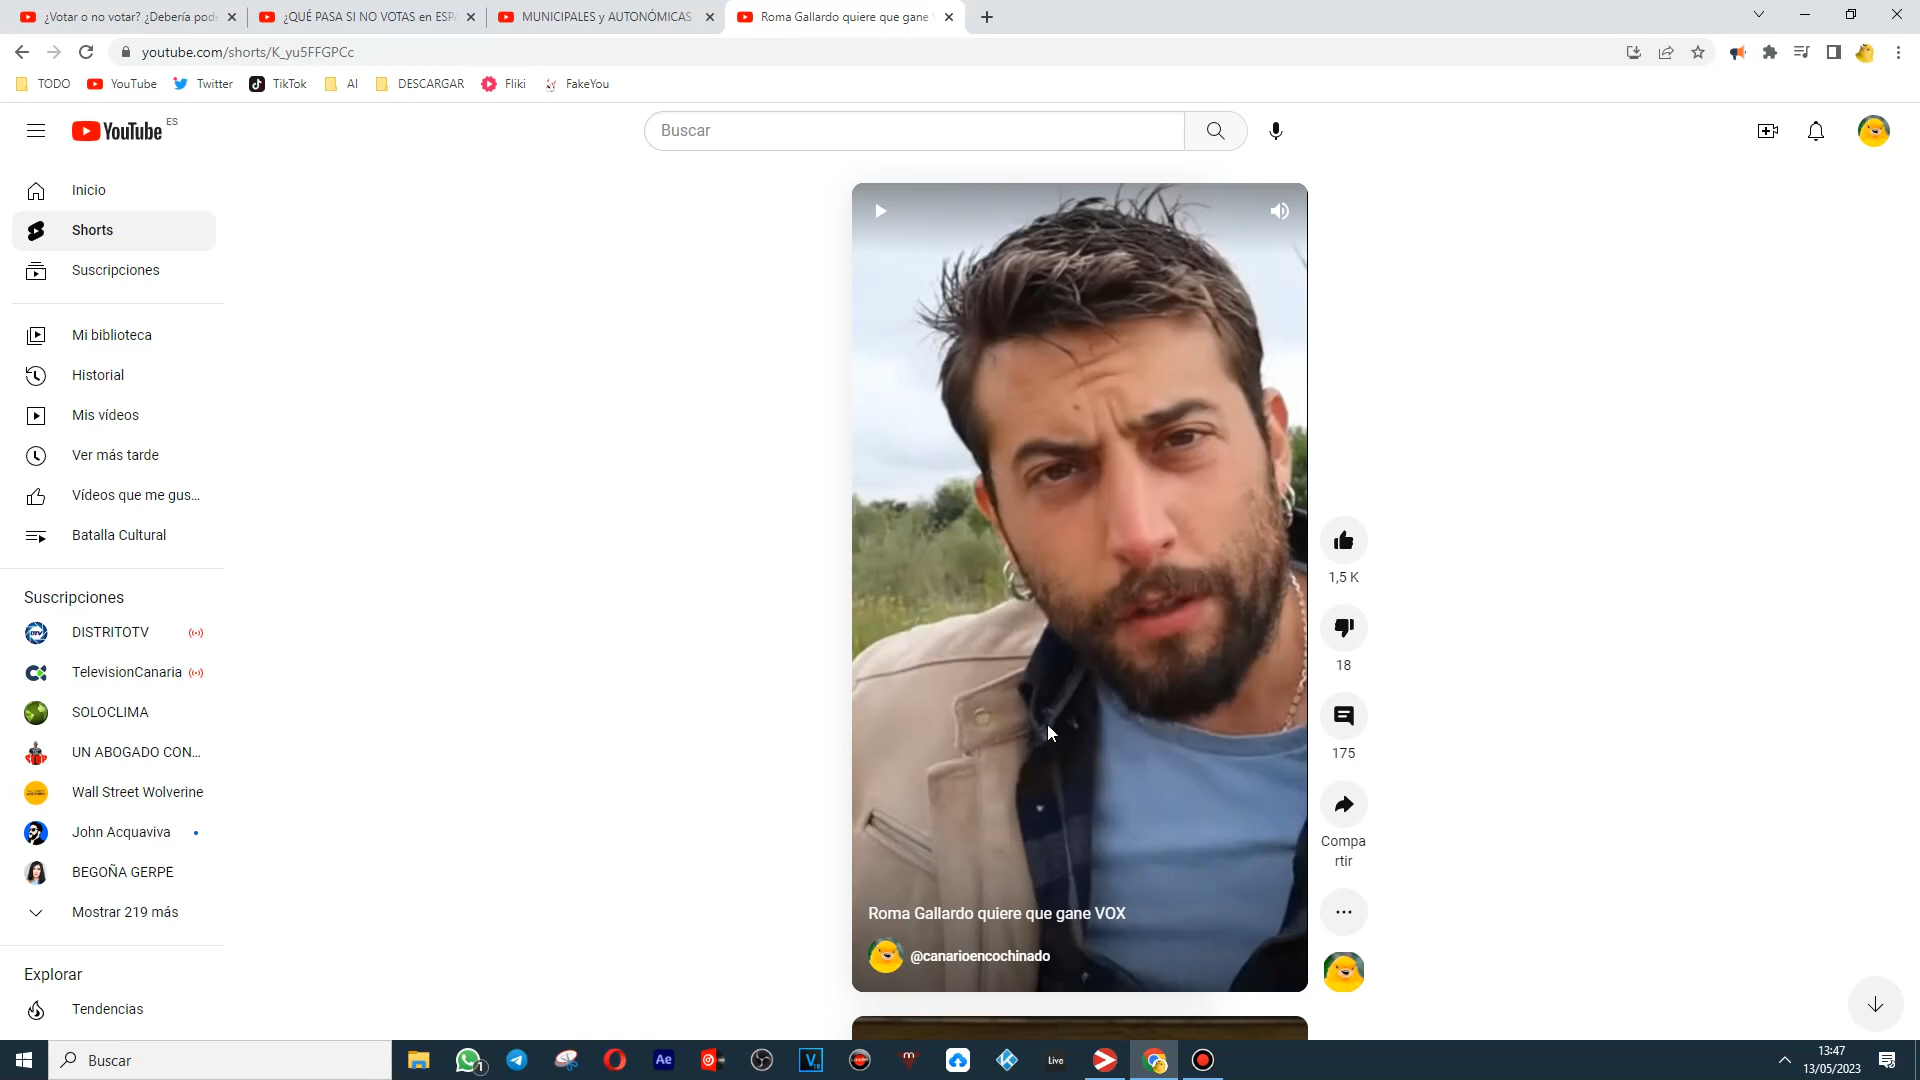 ¿Votar o no votar? ¿Debería pod
¿QUÉ PASA SI NO VOTAS en ESP
MUNICIPALES y AUTONÓMICAS
Roma Gallardo quiere que gane
youtube.com/shorts/K_yu5FFGPCc
TODO
YouTube
Twitter
TikTok
AI
DESCARGAR
Fliki
FakeYou
YouTube ES
Buscar
Inicio
Shorts
Suscripciones
Mi biblioteca
Historial
Mis vídeos
Ver más tarde
Vídeos que me gus...
Batalla Cultural
Suscripciones
DISTRITOTV
TelevisionCanaria
SOLOCLIMA
UN ABOGADO CON...
Wall Street Wolverine
John Acquaviva
BEGOÑA GERPE
Mostrar 219 más
Explorar
Tendencias
Roma Gallardo quiere que gane VOX
@canarioencochinado
1,5 K
18
175
Compa
rtir
Buscar
1
Ae
V
Live
13:47
13/05/2023